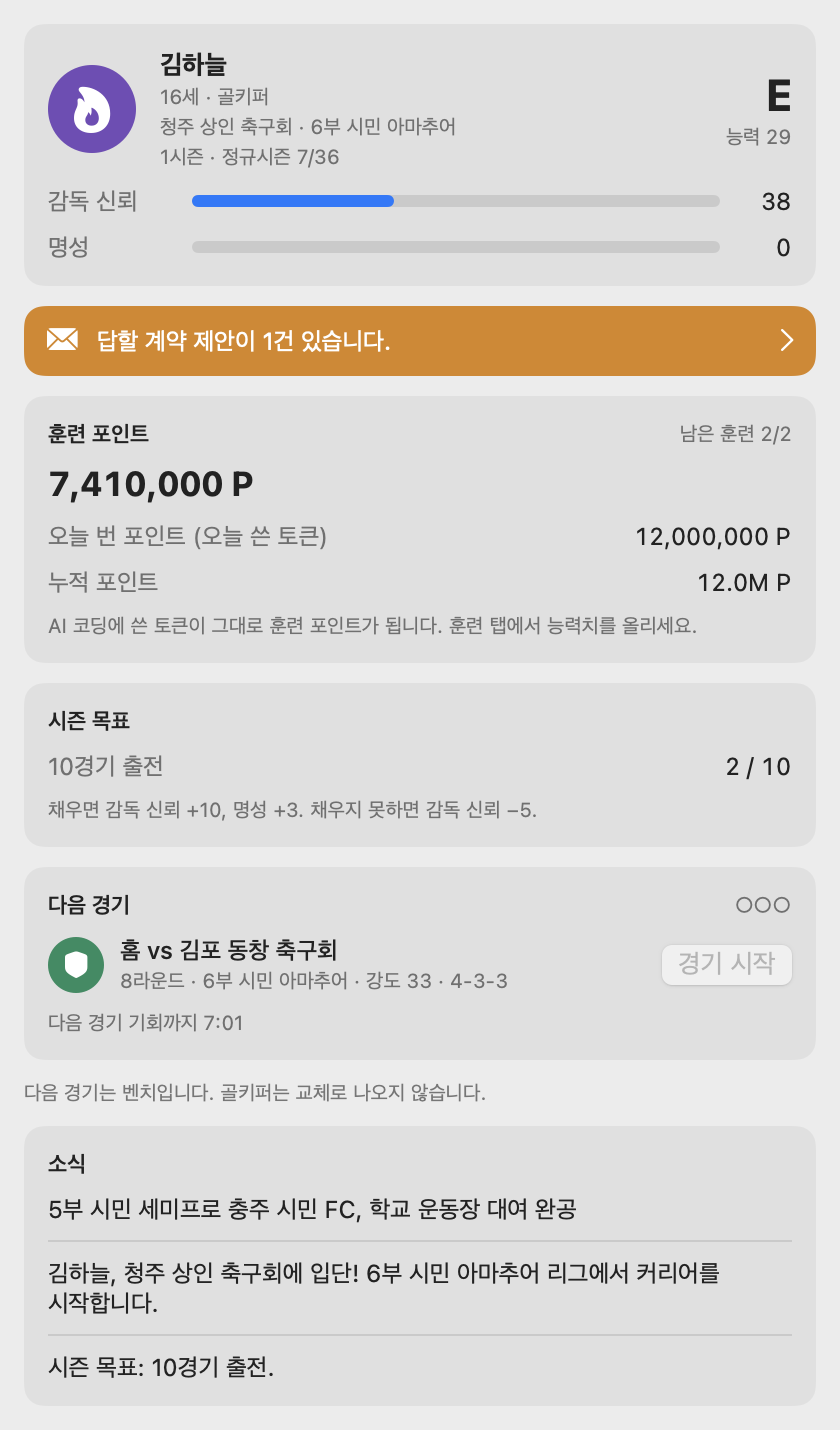 김하늘
16세 · 골키퍼
청주 상인 축구회 · 6부 시민 아마추어
1시즌 · 정규시즌 7/36
E
능력 29
감독 신뢰 38
명성 0
답할 계약 제안이 1건 있습니다.
훈련 포인트 남은 훈련 2/2
7,410,000 P
오늘 번 포인트 (오늘 쓴 토큰) 12,000,000 P
누적 포인트 12.0M P
AI 코딩에 쓴 토큰이 그대로 훈련 포인트가 됩니다. 훈련 탭에서 능력치를 올리세요.
시즌 목표
10경기 출전 2 / 10
채우면 감독 신뢰 +10, 명성 +3. 채우지 못하면 감독 신뢰 −5.
다음 경기
홈 vs 김포 동창 축구회
8라운드 · 6부 시민 아마추어 · 강도 33 · 4-3-3
경기 시작
다음 경기 기회까지 7:01
다음 경기는 벤치입니다. 골키퍼는 교체로 나오지 않습니다.
소식
5부 시민 세미프로 충주 시민 FC, 학교 운동장 대여 완공
김하늘, 청주 상인 축구회에 입단! 6부 시민 아마추어 리그에서 커리어를
시작합니다.
시즌 목표: 10경기 출전.